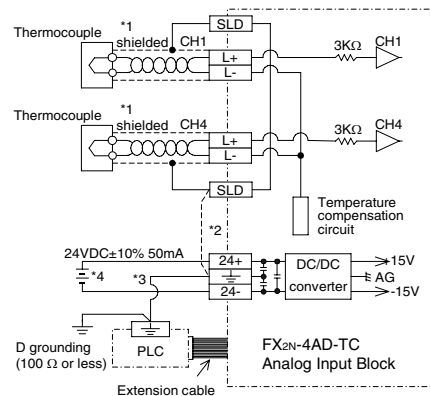 SLD
Thermocouple
*1
shielded
CH1
L+
L-
3KΩ
CH1
Thermocouple
*1
shielded
CH4
L+
L-
3KΩ
CH4
SLD
Temperature
compensation
circuit
*2
24VDC±10% 50mA
24+
24-
*3
*4
DC/DC
converter
+15V
AG
-15V
D grounding
(100 Ω or less)
PLC
Extension cable
FX2N-4AD-TC
Analog Input Block